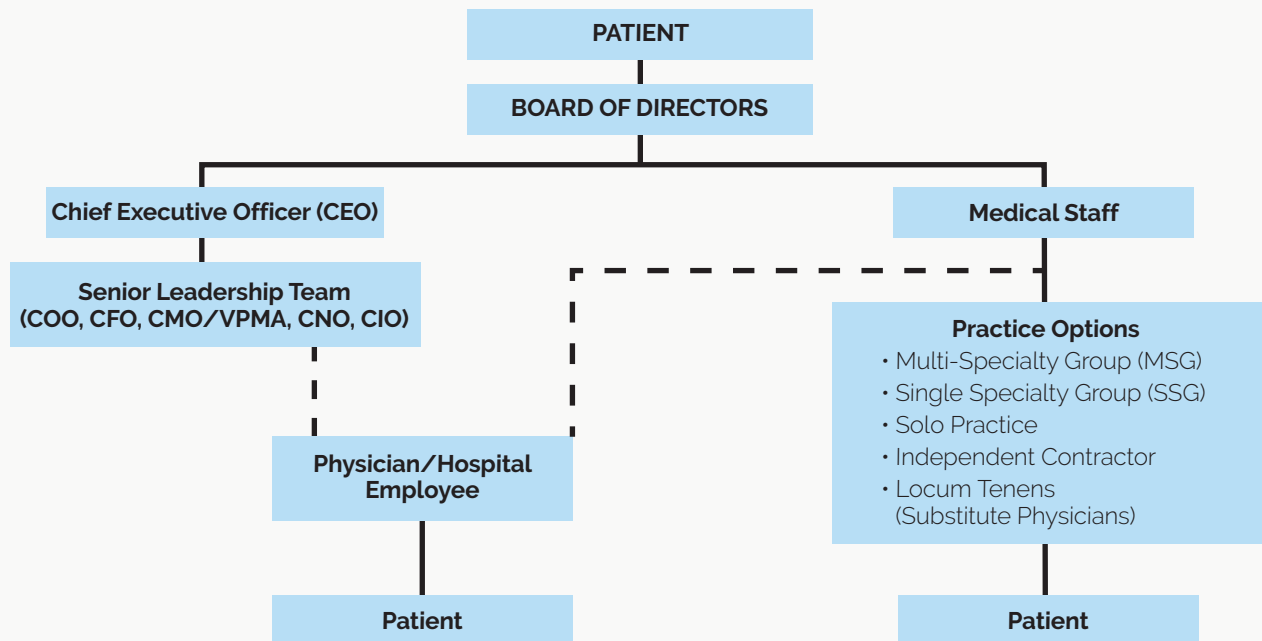 PATIENT
BOARD OF DIRECTORS
Chief Executive Officer (CEO)
Medical Staff
Senior Leadership Team
(COO, CFO, CMO/VPMA, CNO, CIO)
Practice Options
• Multi-Specialty Group (MSG)
• Single Specialty Group (SSG)
• Solo Practice
• Independent Contractor
• Locum Tenens
(Substitute Physicians)
Physician/Hospital
Employee
Patient
Patient